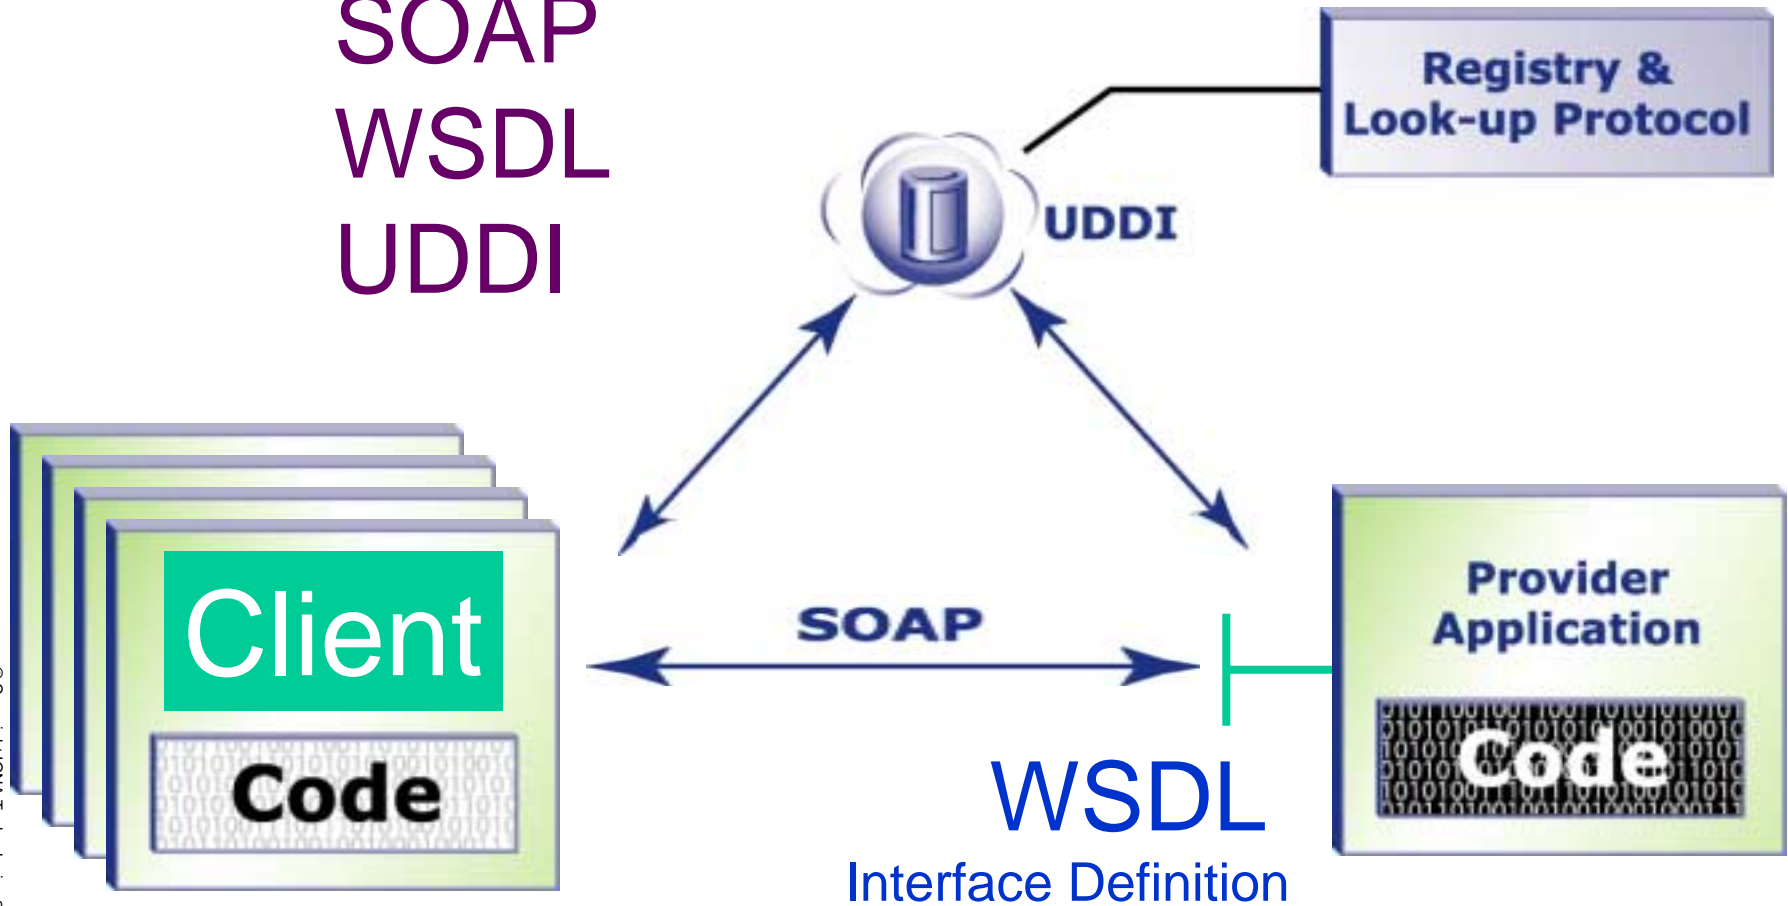 SOAP
WSDL
UDDI
Registry &
Look-up Protocol
UDDI
Client
Code
SOAP
Provider
Application
Code
WSDL
Interface Definition